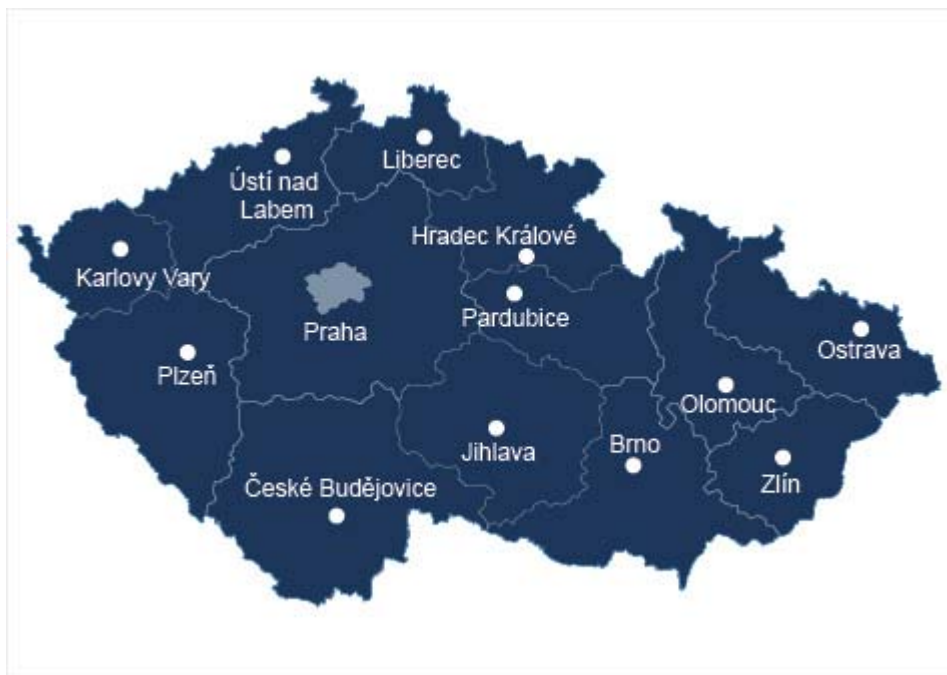 Liberec
Ústí nad
Labem
Hradec Králové
Karlovy Vary
Pardubice
Praha
Ostrava
Plzeň
Olomouc
Brno
Jihlava
Zlín
České Budějovice